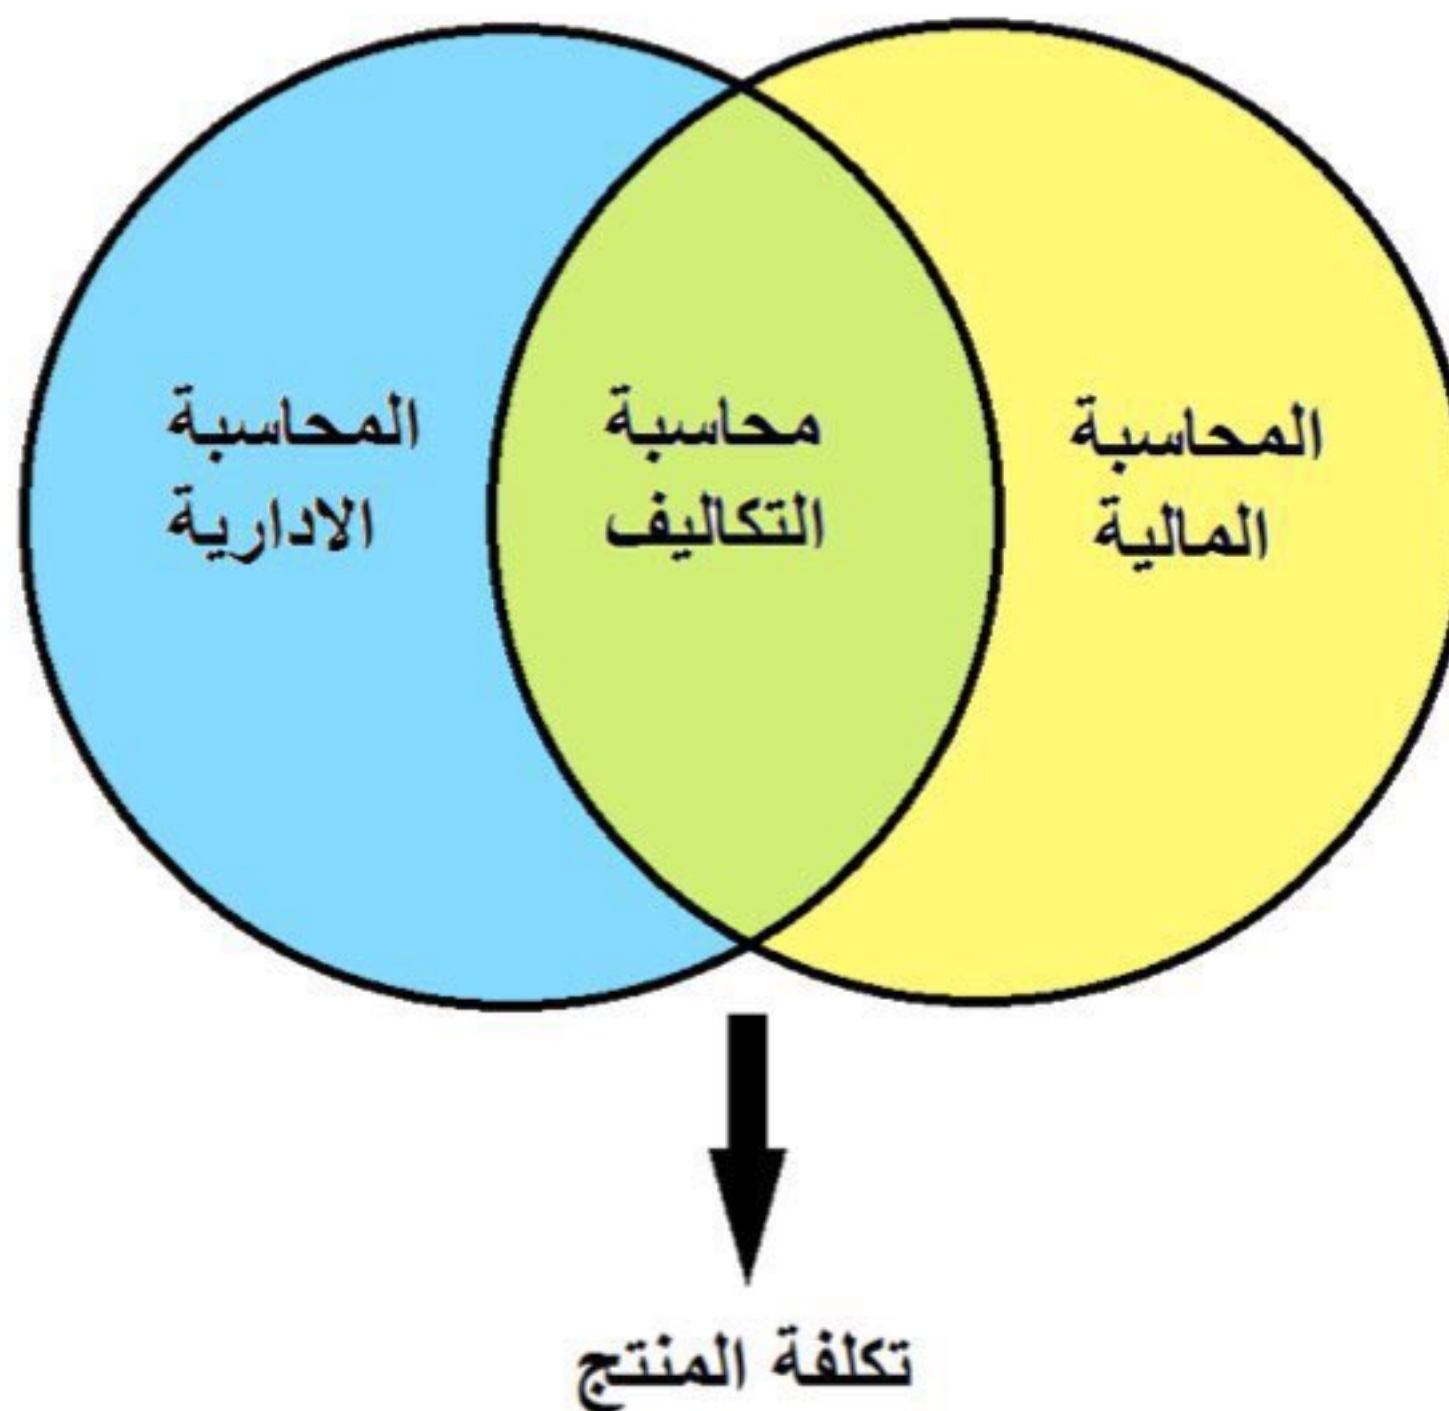 المحاسبة
المالية
محاسبة
التكاليف
المحاسبة
الادارية
تكلفة المنتج